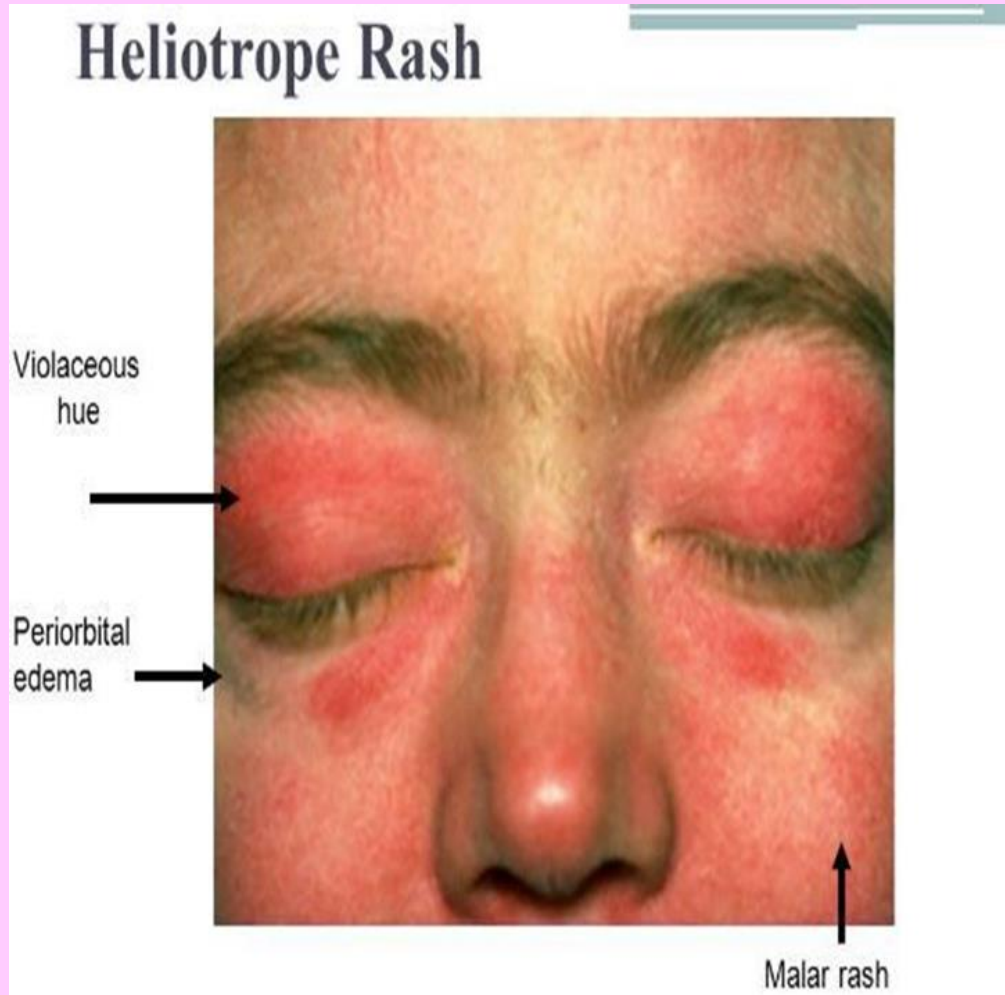 Heliotrope Rash
Violaceous
hue
Periorbital
edema
Malar rash